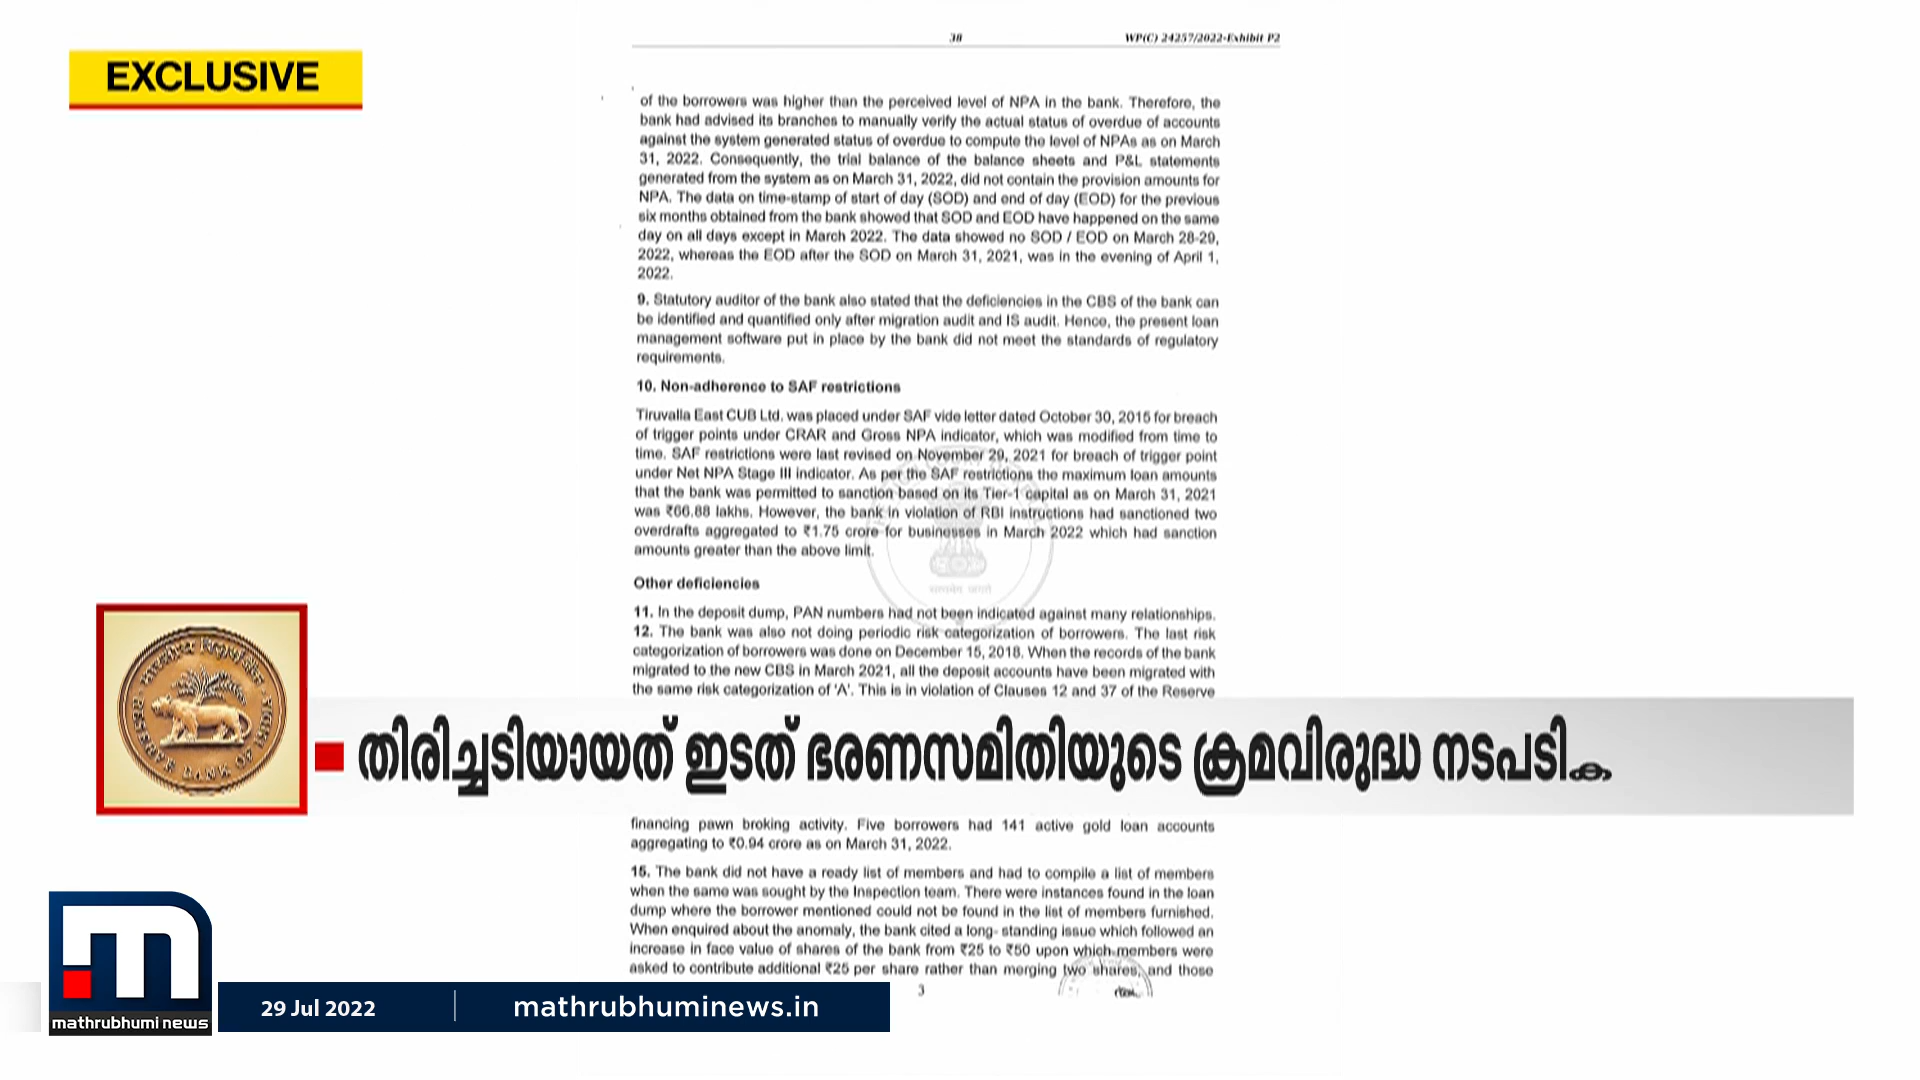 38 WP(C) 24257/2022-Exhibit P2
EXCLUSIVE
of the borrowers was higher than the perceived level of NPA in the bank. Therefore, the
bank had advised its branches to manually verify the actual status of overdue of accounts
against the system generated status of overdue to compute the level of NPAs as on March
31, 2022. Consequently, the trial balance of the balance sheets and P&L statements
generated from the system as on March 31, 2022, did not contain the provision amounts for
NPA. The data on time-stamp of start of day (SOD) and end of day (EOD) for the previous
six months obtained from the bank showed that SOD and EOD have happened on the same
day on all days except in March 2022. The data showed no SOD / EOD on March 28-29,
2022, whereas the EOD after the SOD on March 31, 2021, was in the evening of April 1,
2022.
9. Statutory auditor of the bank also stated that the deficiencies in the CBS of the bank can
be identified and quantified only after migration audit and IS audit. Hence, the present loan
management software put in place by the bank did not meet the standards of regulatory
requirements.
10. Non-adherence to SAF restrictions
Tiruvalla East CUB Ltd. was placed under SAF vide letter dated October 30, 2015 for breach
of trigger points under CRAR and Gross NPA indicator, which was modified from time to
time. SAF restrictions were last revised on November 29, 2021 for breach of trigger point
under Net NPA Stage III indicator. As per the SAF restrictions the maximum loan amounts
that the bank was permitted to sanction based on its Tier-1 capital as on March 31, 2021
was ₹66.88 lakhs. However, the bank in violation of RBI instructions had sanctioned two
overdrafts aggregated to ₹1.75 crore for businesses in March 2022 which had sanction
amounts greater than the above limit.
Other deficiencies
11. In the deposit dump, PAN numbers had not been indicated against many relationships.
12. The bank was also not doing periodic risk categorization of borrowers. The last risk
categorization of borrowers was done on December 15, 2018. When the records of the bank
migrated to the new CBS in March 2021, all the deposit accounts have been migrated with
the same risk categorization of 'A'. This is in violation of Clauses 12 and 37 of the Reserve
തിരിച്ചടിയായത് ഇടത് ഭരണസമിതിയുടെ ക്രമവിരുദ്ധ നടപടിക
RESERVE BANK OF INDIA
financing pawn broking activity. Five borrowers had 141 active gold loan accounts
aggregating to ₹0.94 crore as on March 31, 2022.
15. The bank did not have a ready list of members and had to compile a list of members
when the same was sought by the Inspection team. There were instances found in the loan
dump where the borrower mentioned could not be found in the list of members furnished.
When enquired about the anomaly, the bank cited a long- standing issue which followed an
increase in face value of shares of the bank from ₹25 to ₹50 upon which members were
asked to contribute additional ₹25 per share rather than merging two shares, and those
3
mathrubhumi news
29 Jul 2022
mathrubhuminews.in